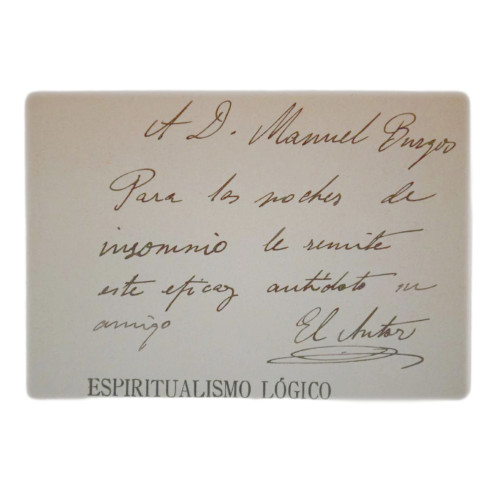 A D. Manuel Burgos
Para las noches de
insomnio le remite
este eficaz antídoto su
amigo El Autor
ESPIRITUALISMO LÓGICO